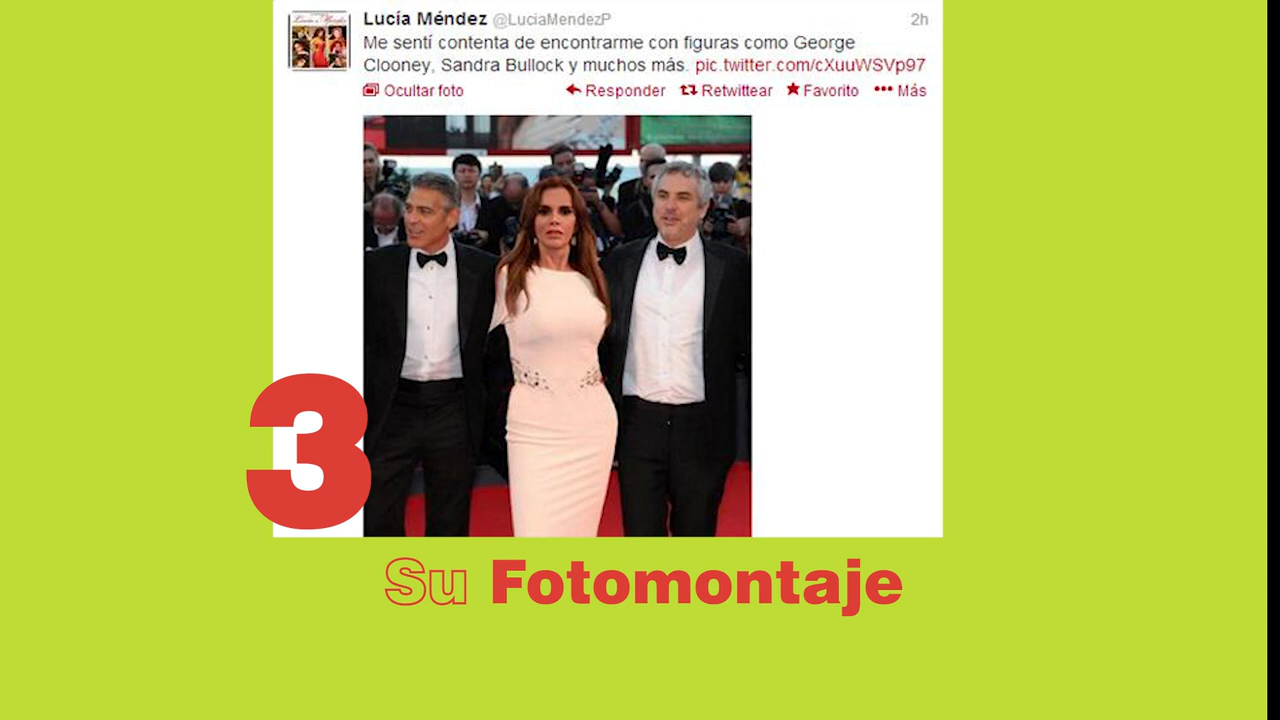 Lucía Méndez @LuciaMendezP 2h
Me sentí contenta de encontrarme con figuras como George
Clooney, Sandra Bullock y muchos más. pic.twitter.com/cXuuWSVp97
Ocultar foto Responder Retwittear Favorito Más
3
Su Fotomontaje